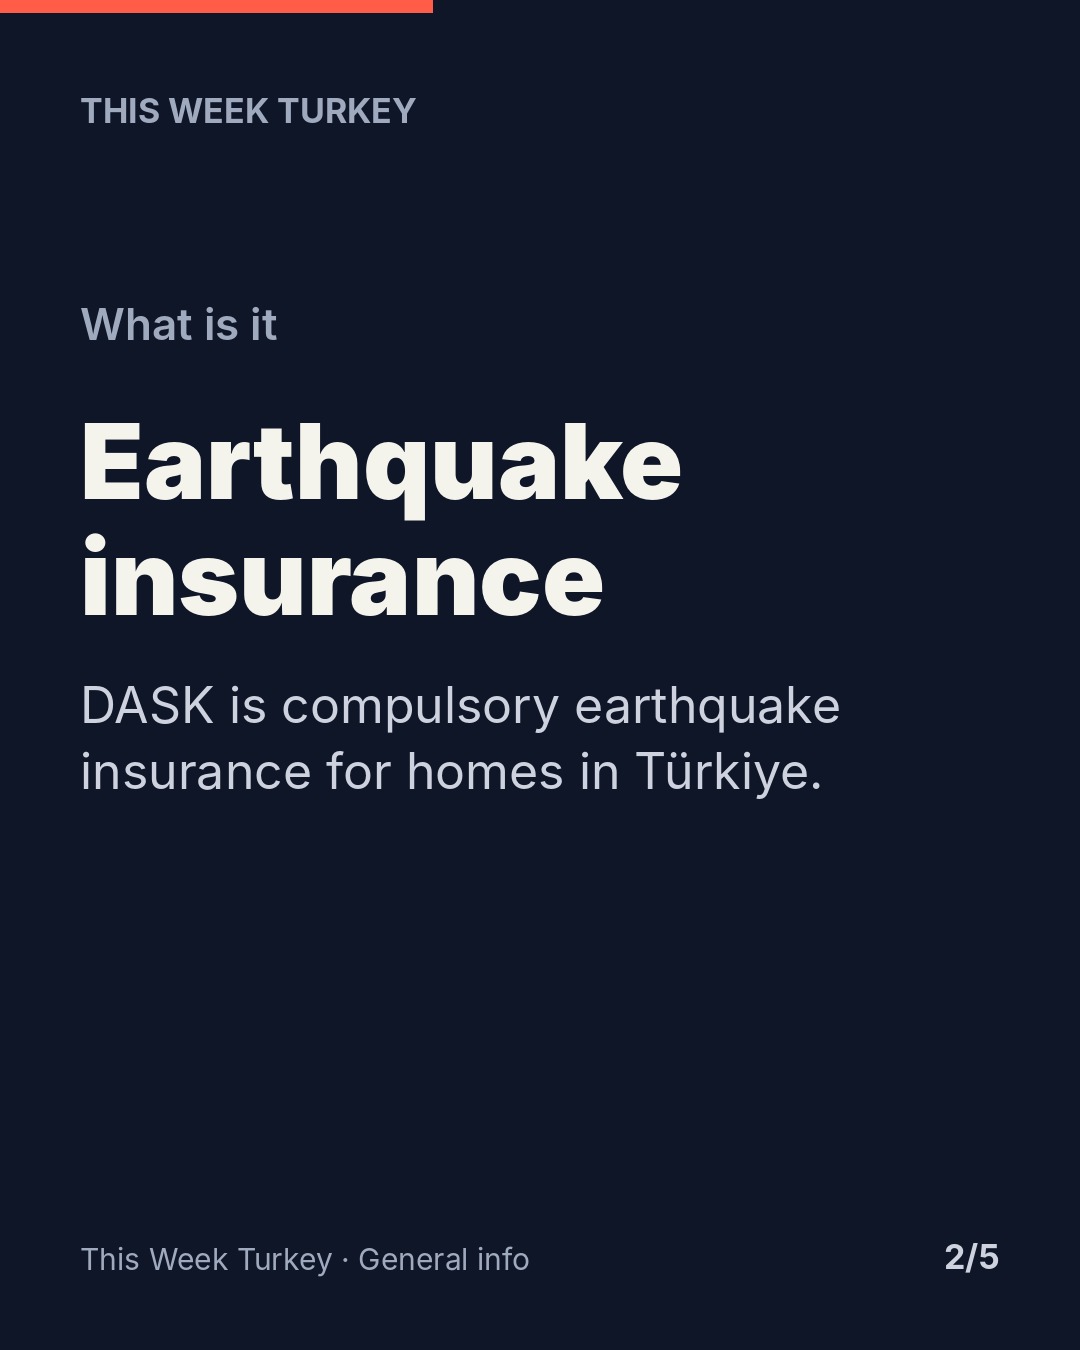 THIS WEEK TURKEY
What is it
Earthquake
insurance
DASK is compulsory earthquake
insurance for homes in Türkiye.
This Week Turkey · General info
2/5